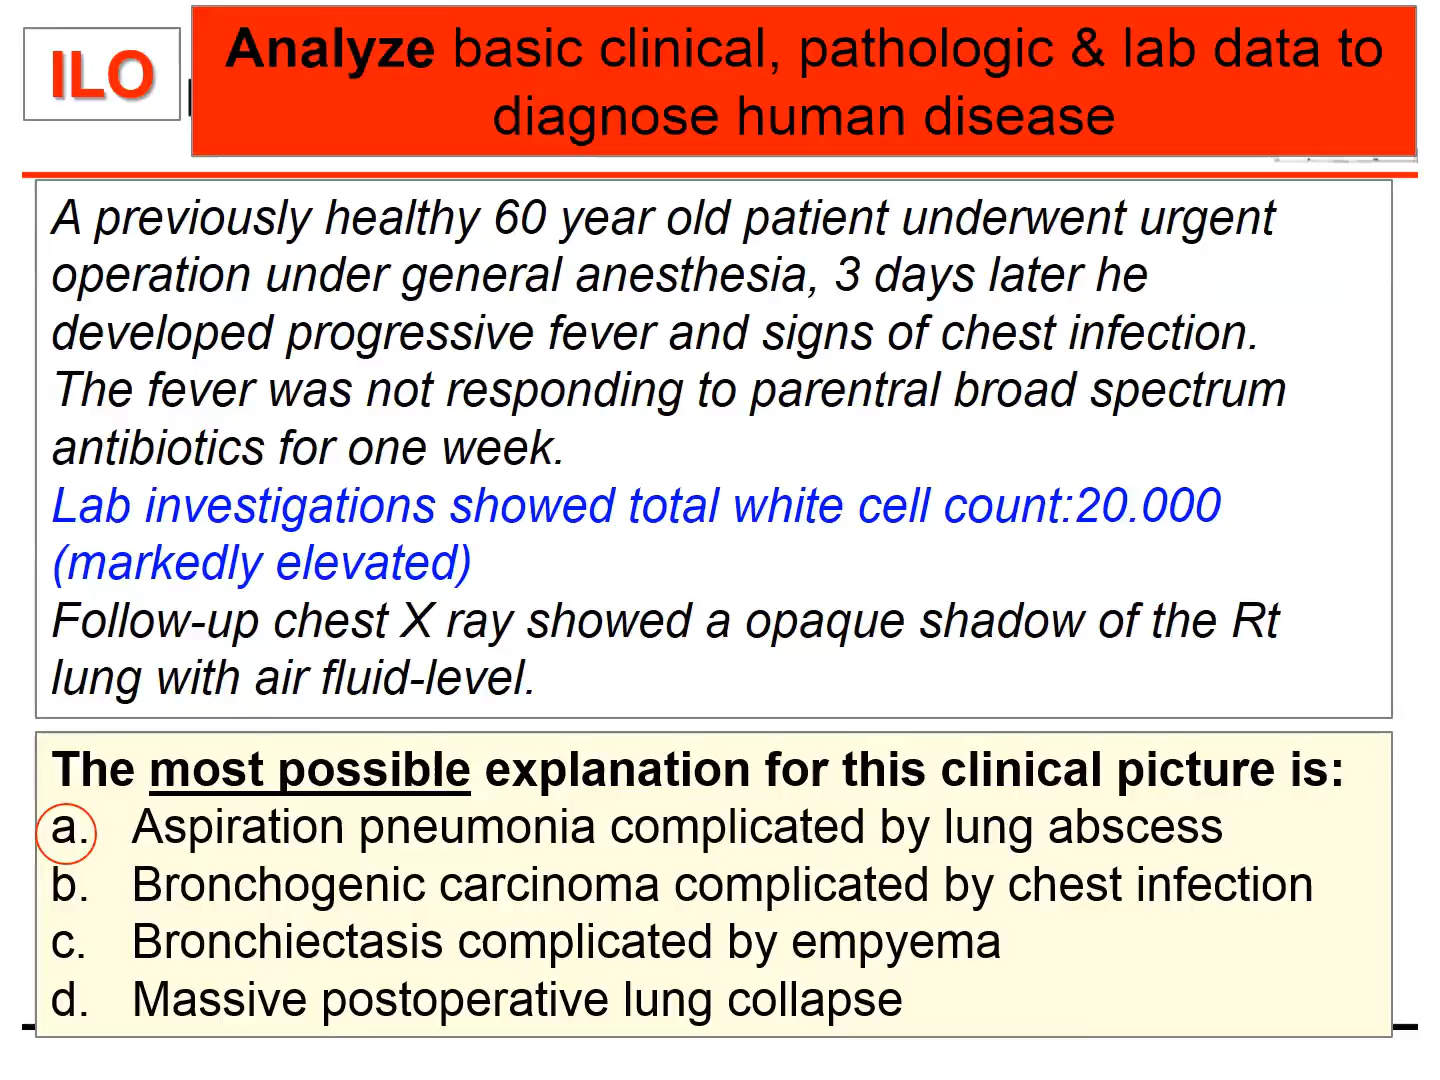 ILO
Analyze basic clinical, pathologic & lab data to
diagnose human disease
A previously healthy 60 year old patient underwent urgent
operation under general anesthesia, 3 days later he
developed progressive fever and signs of chest infection.
The fever was not responding to parentral broad spectrum
antibiotics for one week.
Lab investigations showed total white cell count:20.000
(markedly elevated)
Follow-up chest X ray showed a opaque shadow of the Rt
lung with air fluid-level.
The most possible explanation for this clinical picture is:
a. Aspiration pneumonia complicated by lung abscess
b. Bronchogenic carcinoma complicated by chest infection
c. Bronchiectasis complicated by empyema
d. Massive postoperative lung collapse